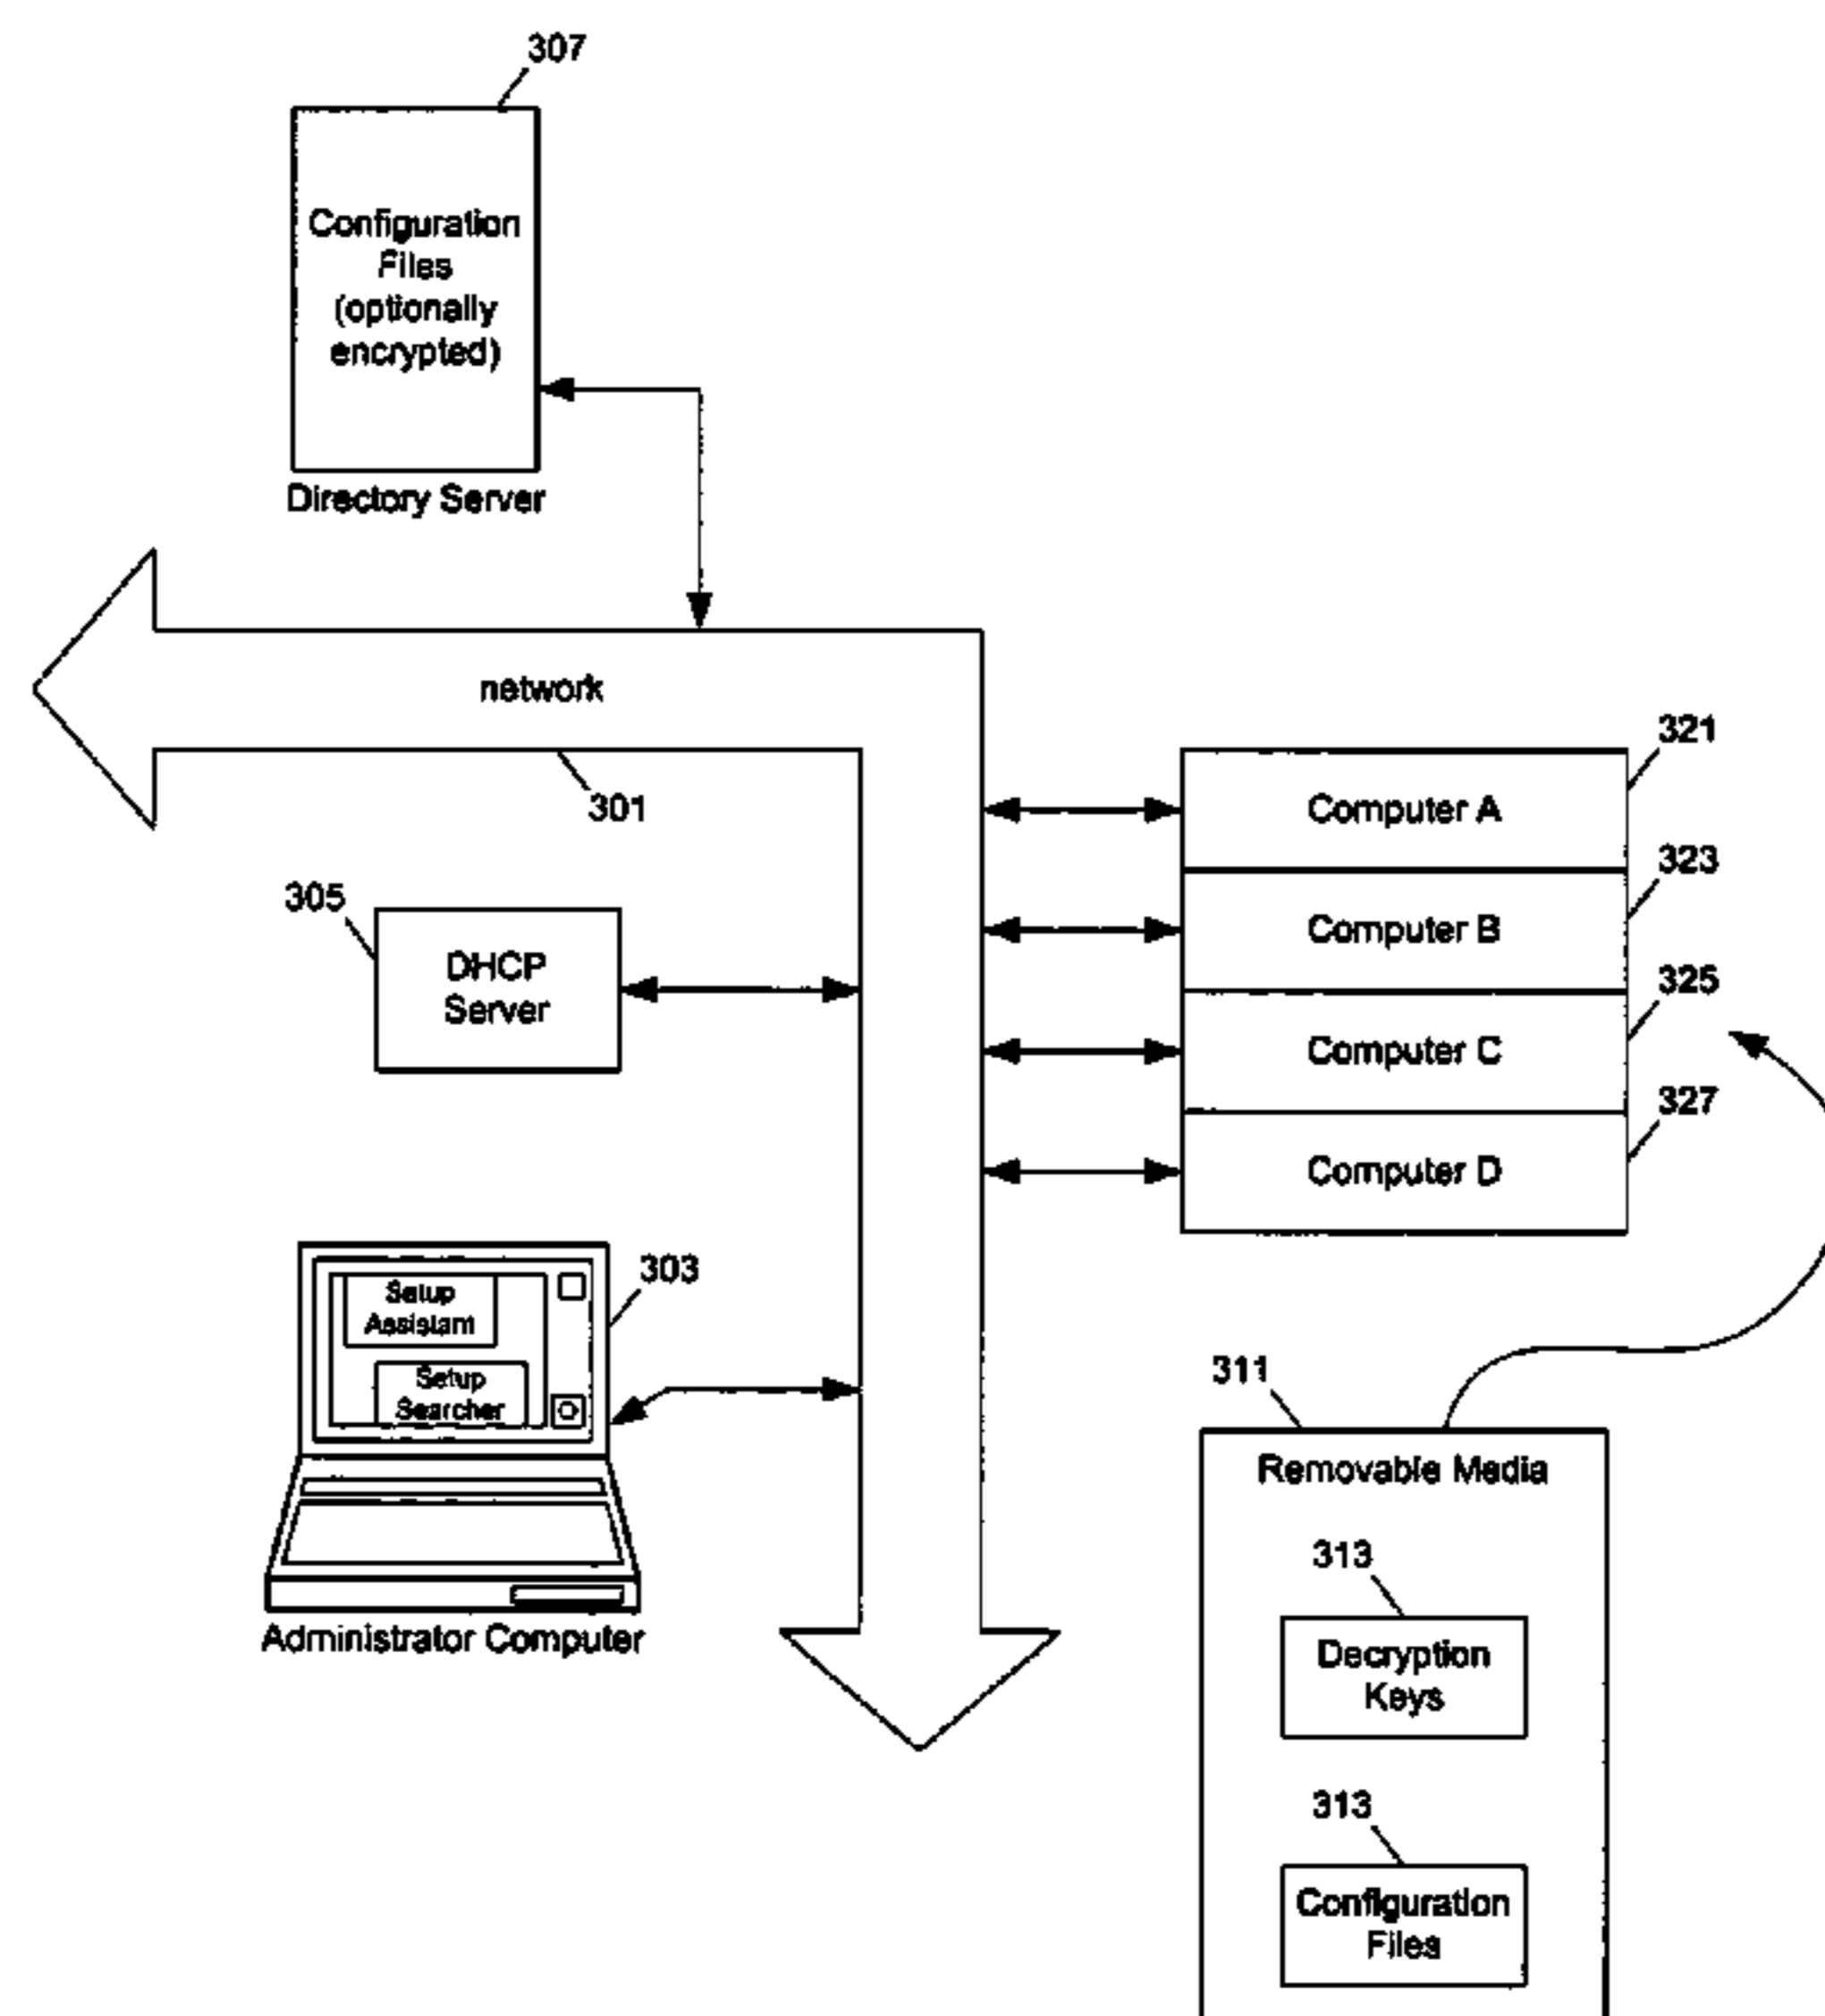 307
Configuration
Files
(optionally
encrypted)
Directory Server
network
301
321
Computer A
323
Computer B
325
Computer C
327
Computer D
305
DHCP
Server
303
Setup
Assistant
Setup
Searcher
Administrator Computer
311
Removable Media
313
Decryption
Keys
313
Configuration
Files